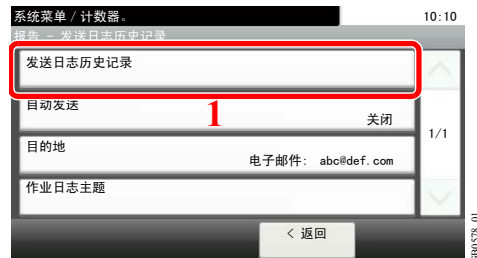 系统菜单 / 计数器。
10:10
报告 - 发送日志历史记录
发送日志历史记录
自动发送
1
关闭
1/1
目的地
电子邮件: abc@def.com
作业日志主题
< 返回